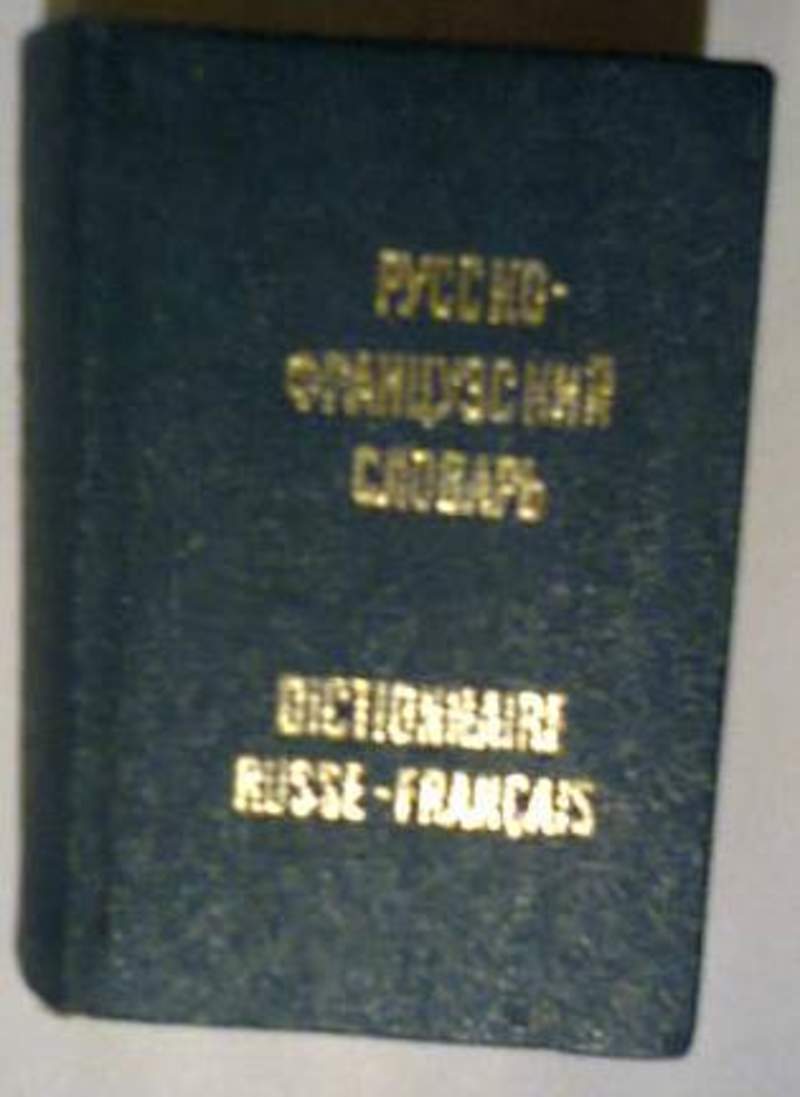 РУССКО-
ФРАНЦУЗСКИЙ
СЛОВАРЬ
DICTIONNAIRE
RUSSE-FRANÇAIS